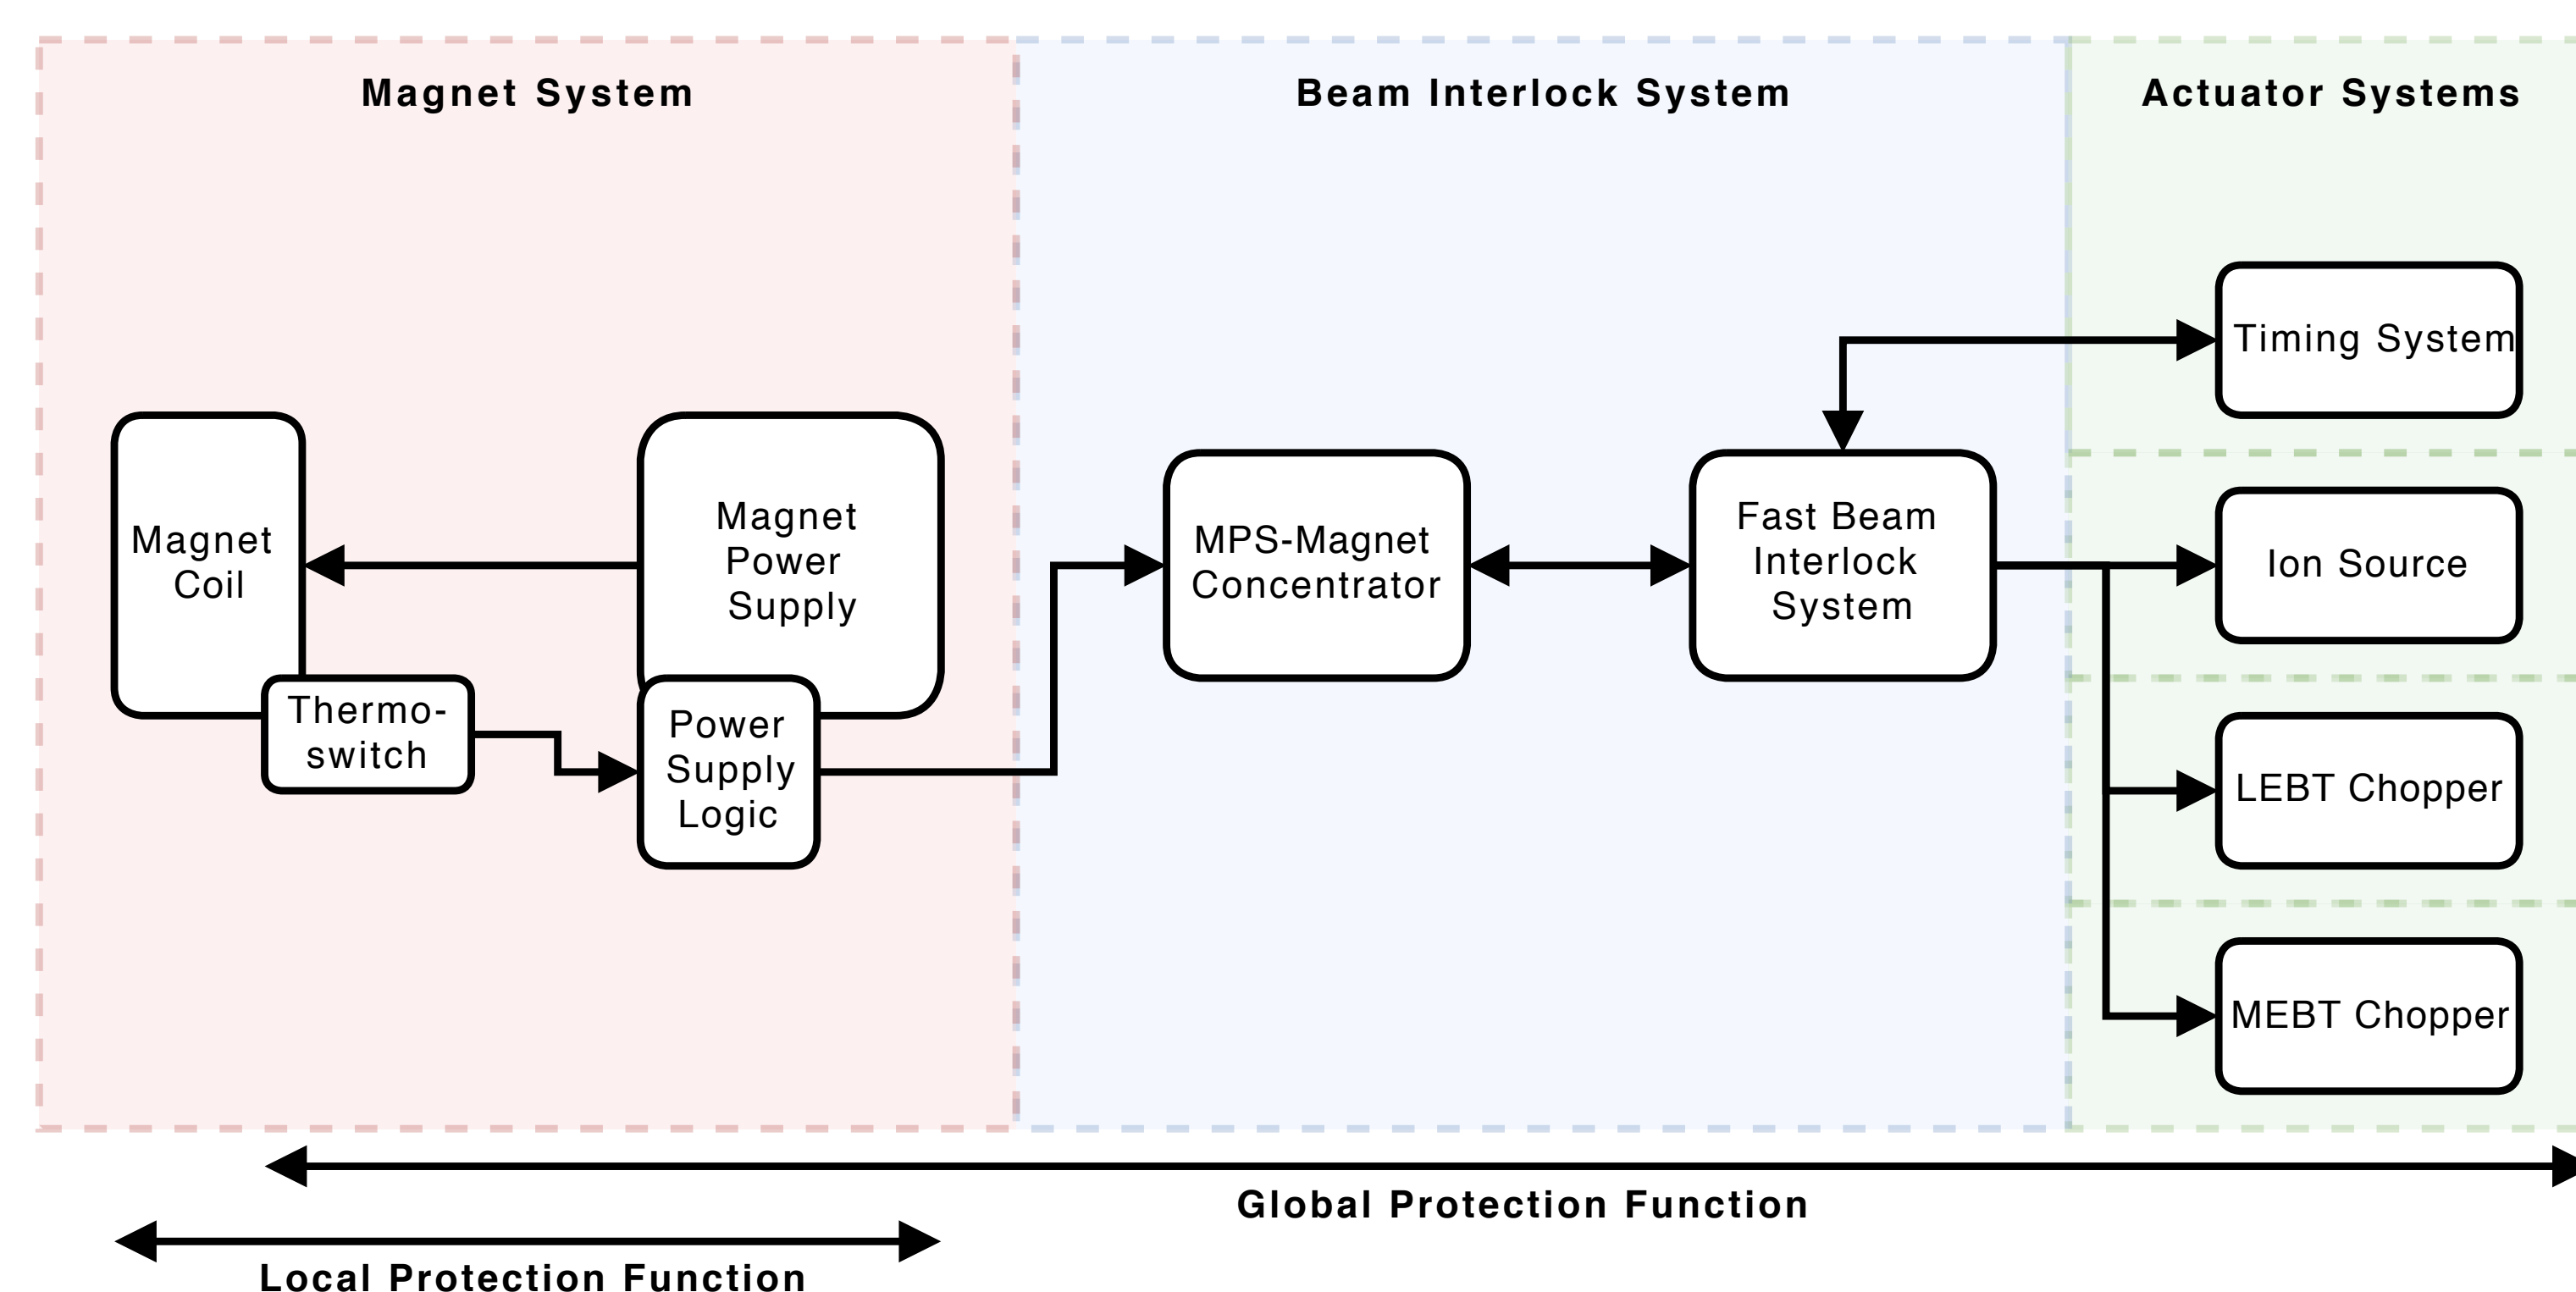 Magnet System
Beam Interlock System
Actuator Systems
Timing System
Magnet
Coil
Magnet
Power
Supply
MPS-Magnet
Concentrator
Fast Beam
Interlock
System
Ion Source
Thermo-
switch
Power
Supply
Logic
LEBT Chopper
MEBT Chopper
Global Protection Function
Local Protection Function